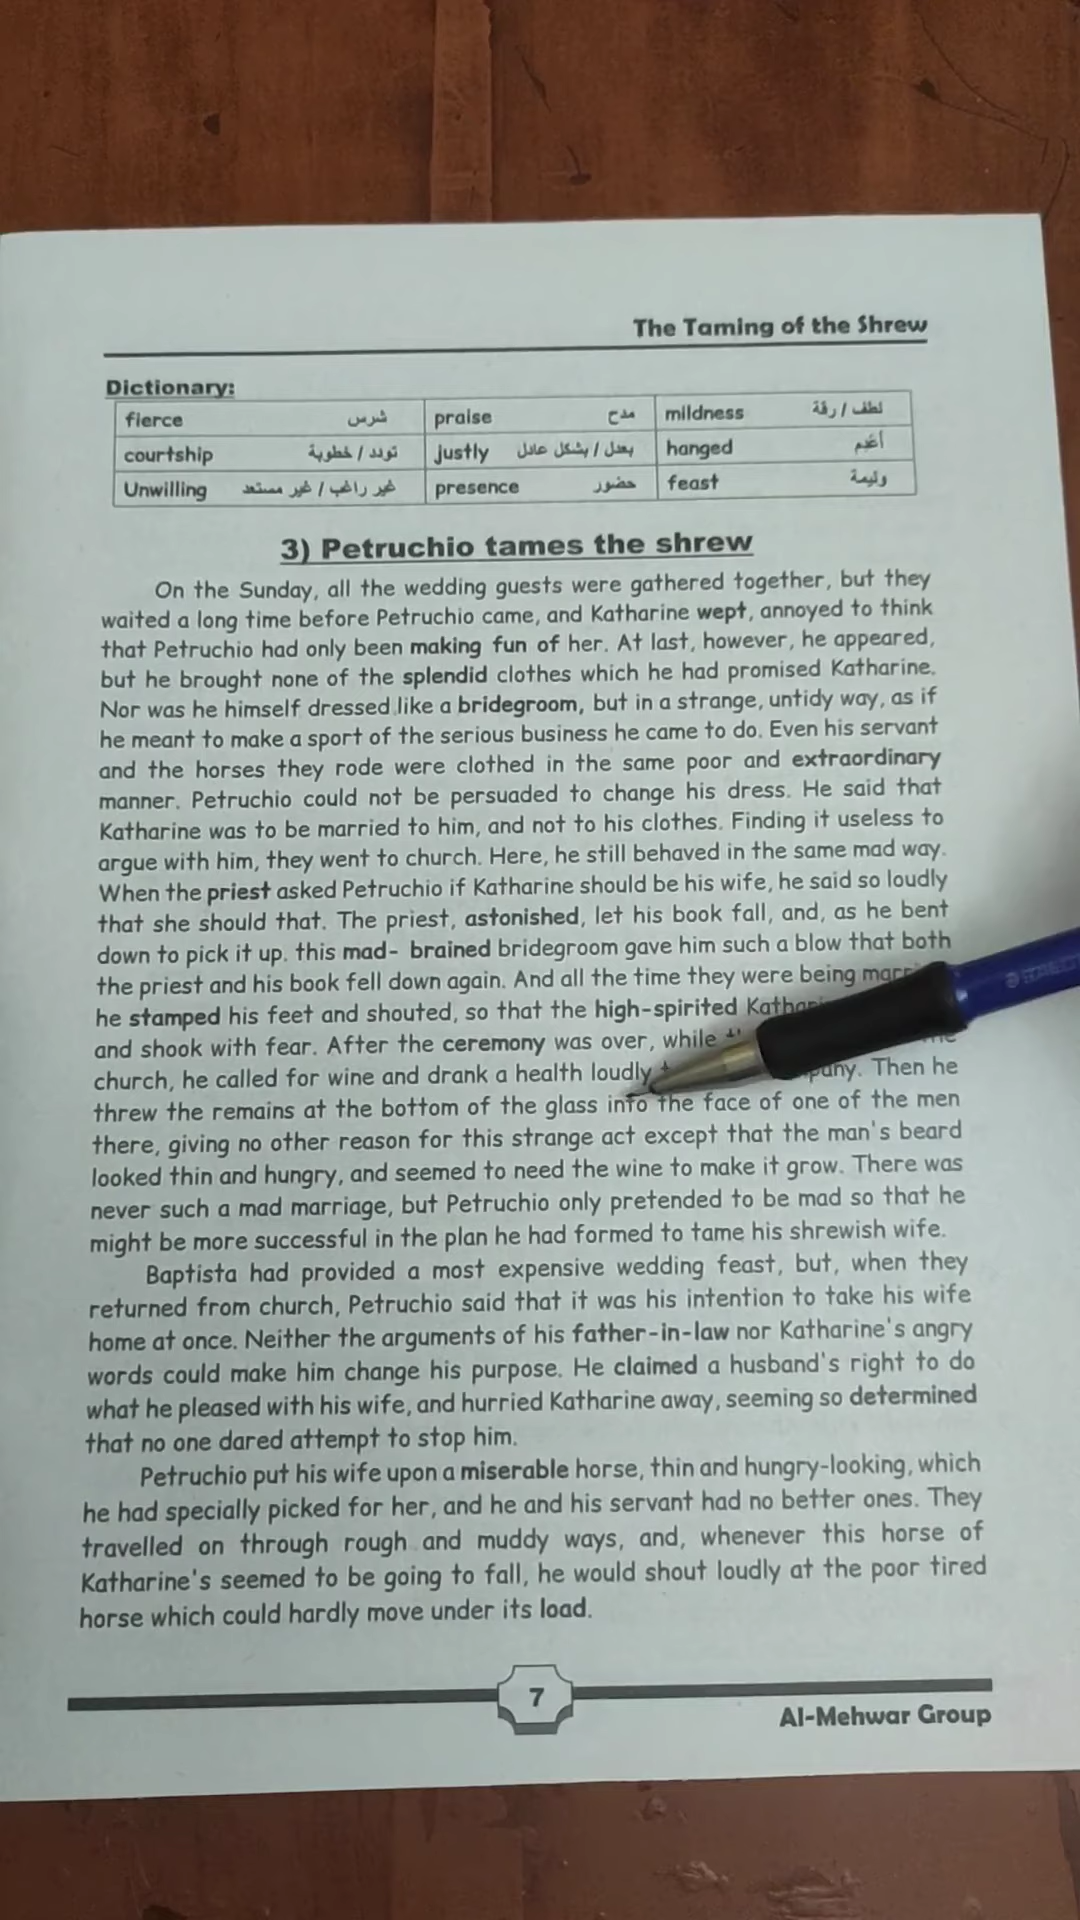 The Taming of the Shrew
Dictionary:
fierce شرس praise مدح mildness لطف / رقة
courtship تودد / خطوبة justly بعدل / بشكل عادل hanged
Unwilling غير راغب / غير مستعد presence حضور feast وليمة
3) Petruchio tames the shrew
On the Sunday, all the wedding guests were gathered together, but they
waited a long time before Petruchio came, and Katharine wept, annoyed to think
that Petruchio had only been making fun of her. At last, however, he appeared,
but he brought none of the splendid clothes which he had promised Katharine.
Nor was he himself dressed like a bridegroom, but in a strange, untidy way, as if
he meant to make a sport of the serious business he came to do. Even his servant
and the horses they rode were clothed in the same poor and extraordinary
manner. Petruchio could not be persuaded to change his dress. He said that
Katharine was to be married to him, and not to his clothes. Finding it useless to
argue with him, they went to church. Here, he still behaved in the same mad way.
When the priest asked Petruchio if Katharine should be his wife, he said so loudly
that she should that. The priest, astonished, let his book fall, and, as he bent
down to pick it up. this mad- brained bridegroom gave him such a blow that both
the priest and his book fell down again. And all the time they were being
he stamped his feet and shouted, so that the high-spirited
and shook with fear. After the ceremony was over, while
church, he called for wine and drank a health loudly Then he
threw the remains at the bottom of the glass into the face of one of the men
there, giving no other reason for this strange act except that the man's beard
looked thin and hungry, and seemed to need the wine to make it grow. There was
never such a mad marriage, but Petruchio only pretended to be mad so that he
might be more successful in the plan he had formed to tame his shrewish wife.
Baptista had provided a most expensive wedding feast, but, when they
returned from church, Petruchio said that it was his intention to take his wife
home at once. Neither the arguments of his father-in-law nor Katharine's angry
words could make him change his purpose. He claimed a husband's right to do
what he pleased with his wife, and hurried Katharine away, seeming so determined
that no one dared attempt to stop him.
Petruchio put his wife upon a miserable horse, thin and hungry-looking, which
he had specially picked for her, and he and his servant had no better ones. They
travelled on through rough and muddy ways, and, whenever this horse of
Katharine's seemed to be going to fall, he would shout loudly at the poor tired
horse which could hardly move under its load.
7
Al-Mehwar Group